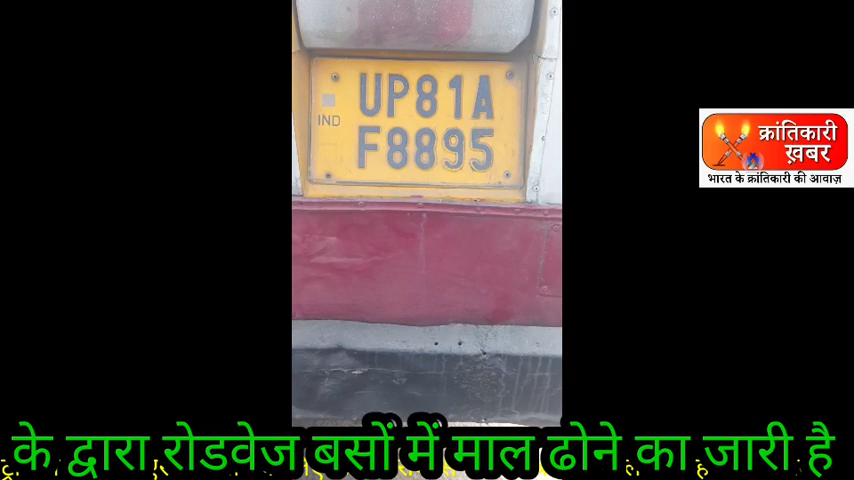 UP81A
IND
F8895
क्रांतिकारी
ख़बर
भारत के क्रांतिकारी की आवाज़
के द्वारा रोडवेज बसों में माल ढोने का जारी है